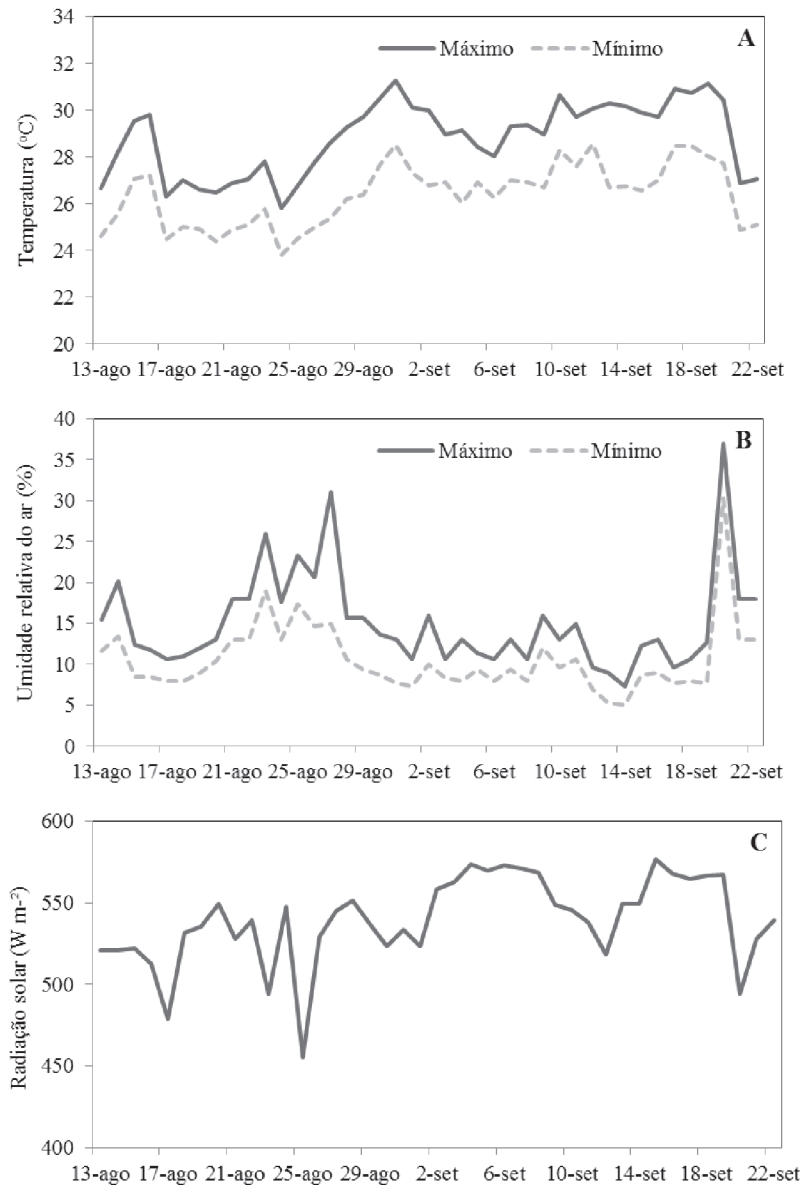 34
32
30
28
26
24
22
20
Temperatura (ºC)
Máximo Mínimo
A
13-ago 17-ago 21-ago 25-ago 29-ago 2-set 6-set 10-set 14-set 18-set 22-set
40
35
30
25
20
15
10
5
0
Umidade relativa do ar (%)
Máximo Mínimo
B
13-ago 17-ago 21-ago 25-ago 29-ago 2-set 6-set 10-set 14-set 18-set 22-set
600
550
500
450
400
Radiação solar (W m-²)
C
13-ago 17-ago 21-ago 25-ago 29-ago 2-set 6-set 10-set 14-set 18-set 22-set